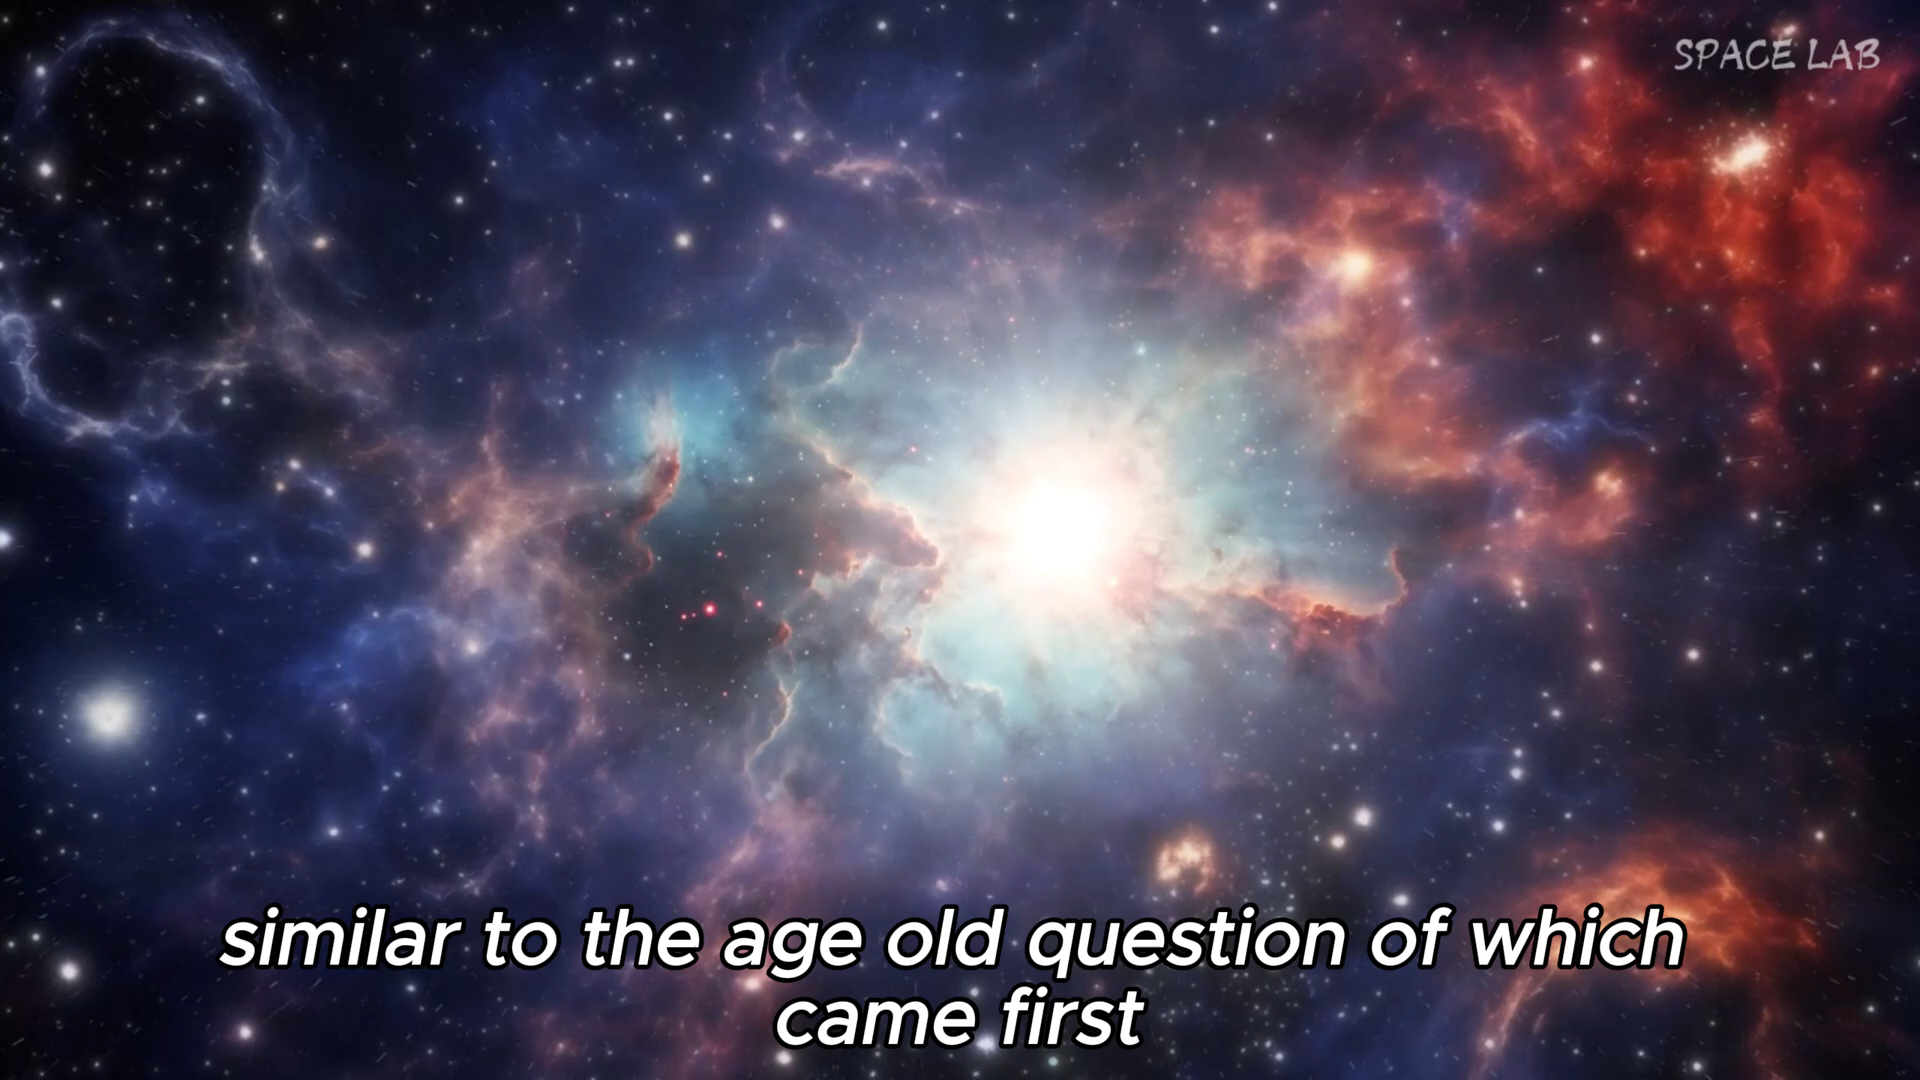 SPACE LAB
similar to the age old question of which
came first